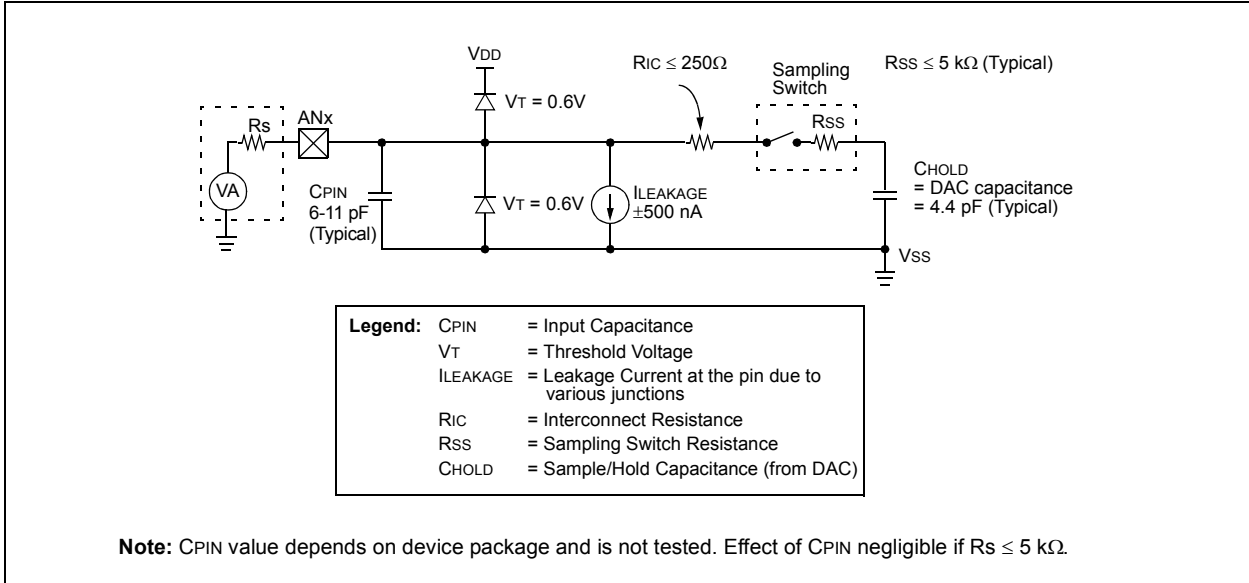 VDD
RIC ≤ 250Ω
Sampling
Switch
RSS ≤ 5 kΩ (Typical)
VT = 0.6V
Rs
ANx
RSS
VA
CPIN
6-11 pF
(Typical)
VT = 0.6V
ILEAKAGE
±500 nA
CHOLD
= DAC capacitance
= 4.4 pF (Typical)
VSS
Legend: CPIN = Input Capacitance
VT = Threshold Voltage
ILEAKAGE = Leakage Current at the pin due to
various junctions
RIC = Interconnect Resistance
RSS = Sampling Switch Resistance
CHOLD = Sample/Hold Capacitance (from DAC)
Note: CPIN value depends on device package and is not tested. Effect of CPIN negligible if Rs ≤ 5 kΩ.